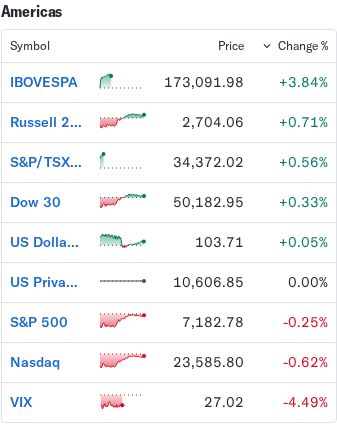 Americas
Symbol Price Change %
IBOVESPA 173,091.98 +3.84%
Russell 2... 2,704.06 +0.71%
S&P/TSX... 34,372.02 +0.56%
Dow 30 50,182.95 +0.33%
US Dolla... 103.71 +0.05%
US Priva... 10,606.85 0.00%
S&P 500 7,182.78 -0.25%
Nasdaq 23,585.80 -0.62%
VIX 27.02 -4.49%